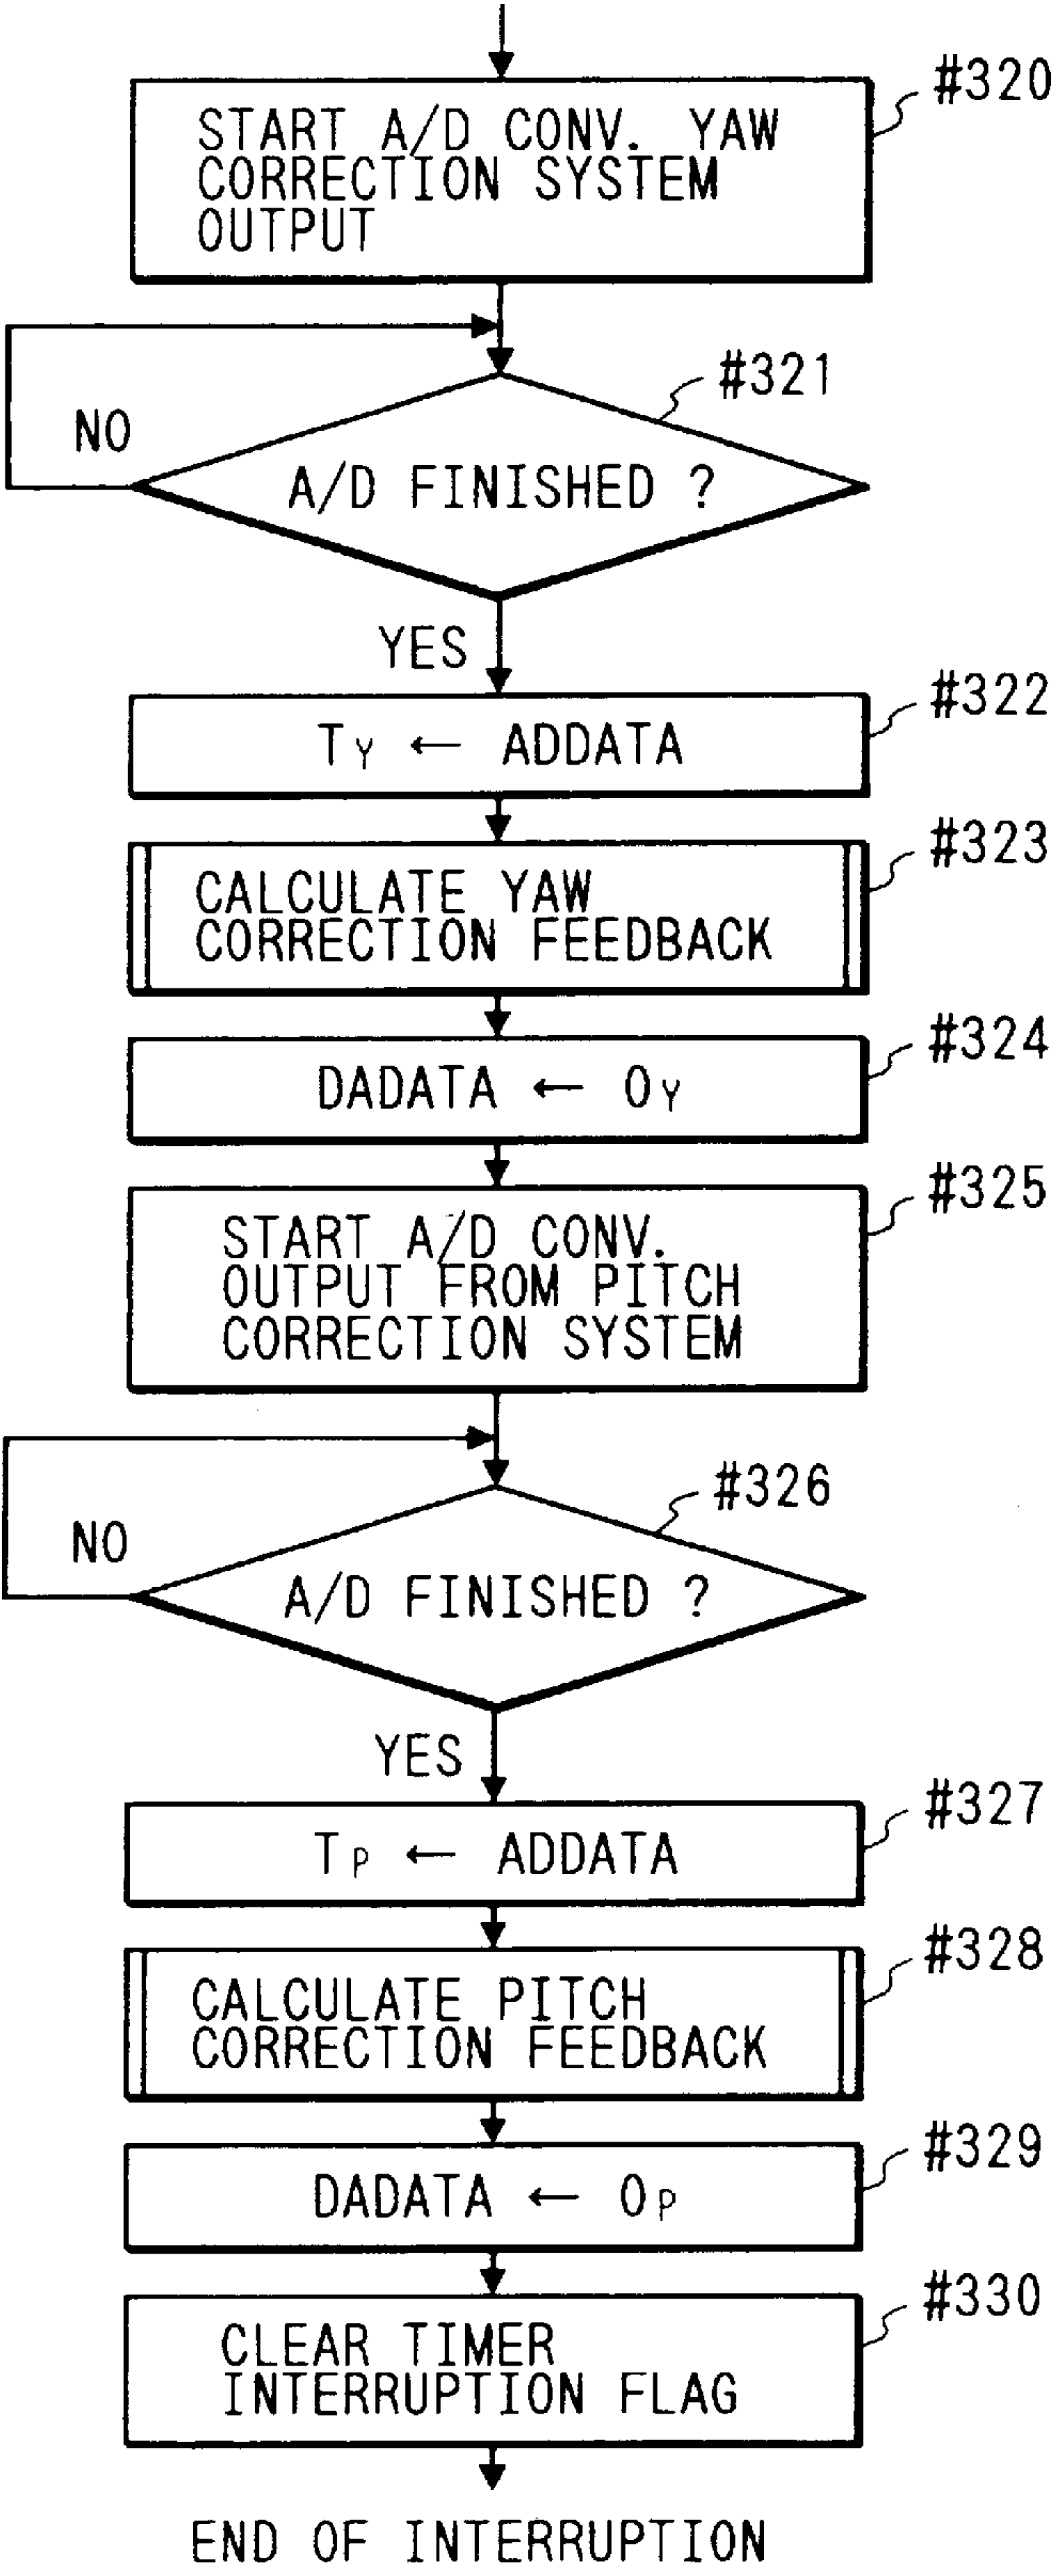 #320
START A/D CONV. YAW
CORRECTION SYSTEM
OUTPUT
#321
NO
A/D FINISHED ?
YES
#322
TY ← ADDATA
#323
CALCULATE YAW
CORRECTION FEEDBACK
#324
DADATA ← OY
#325
START A/D CONV.
OUTPUT FROM PITCH
CORRECTION SYSTEM
#326
NO
A/D FINISHED ?
YES
#327
TP ← ADDATA
#328
CALCULATE PITCH
CORRECTION FEEDBACK
#329
DADATA ← OP
#330
CLEAR TIMER
INTERRUPTION FLAG
END OF INTERRUPTION